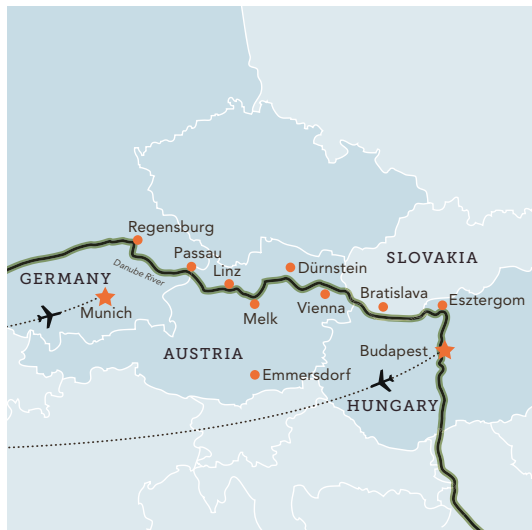 Regensburg
Passau
Danube River
Linz
Dürnstein
SLOVAKIA
GERMANY
Munich
Melk
Vienna
Bratislava
Esztergom
AUSTRIA
Budapest
Emmersdorf
HUNGARY